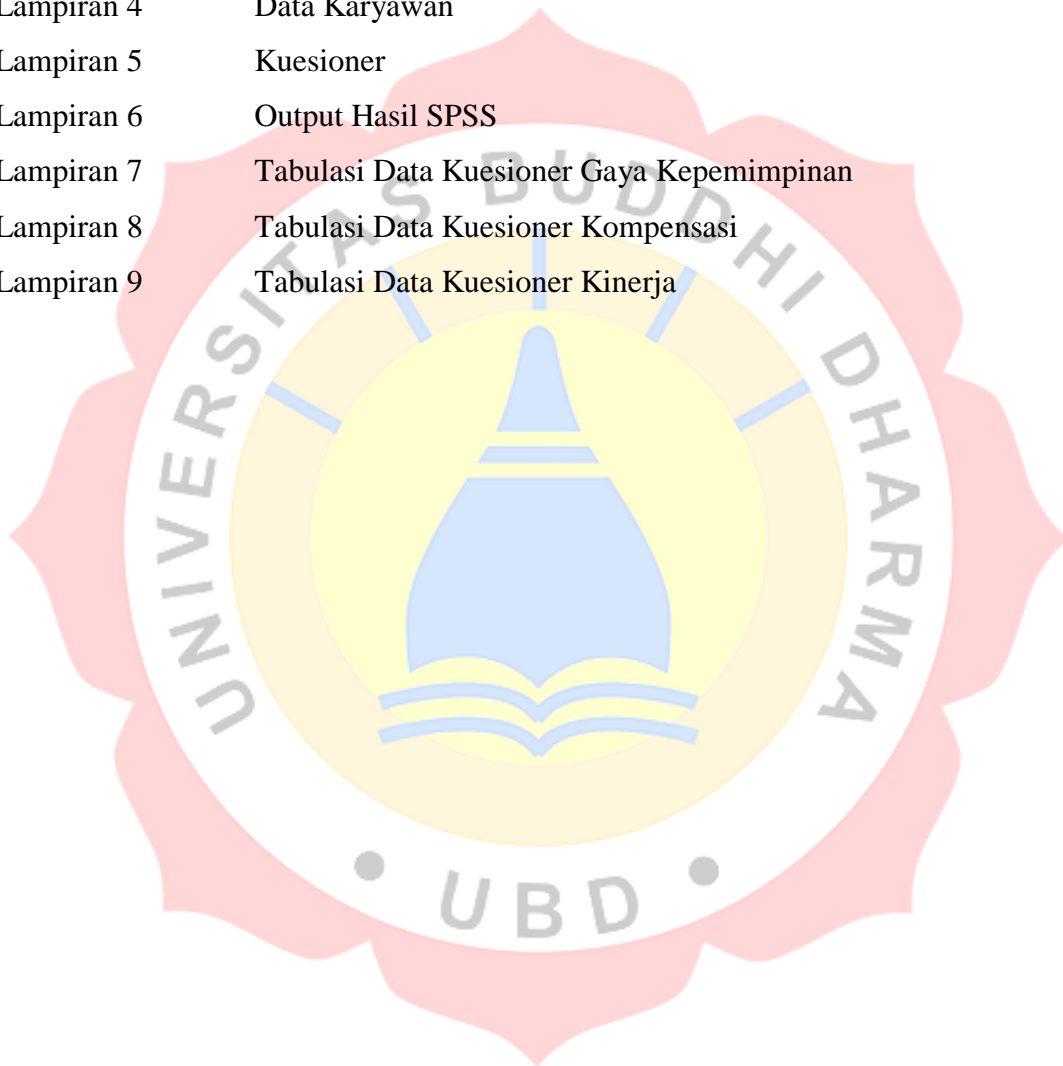 Lampiran 4 Data Karyawan
Lampiran 5 Kuesioner
Lampiran 6 Output Hasil SPSS
Lampiran 7 Tabulasi Data Kuesioner Gaya Kepemimpinan
Lampiran 8 Tabulasi Data Kuesioner Kompensasi
Lampiran 9 Tabulasi Data Kuesioner Kinerja
UNIVERSITAS BUDDHI DHARMA
• UBD •